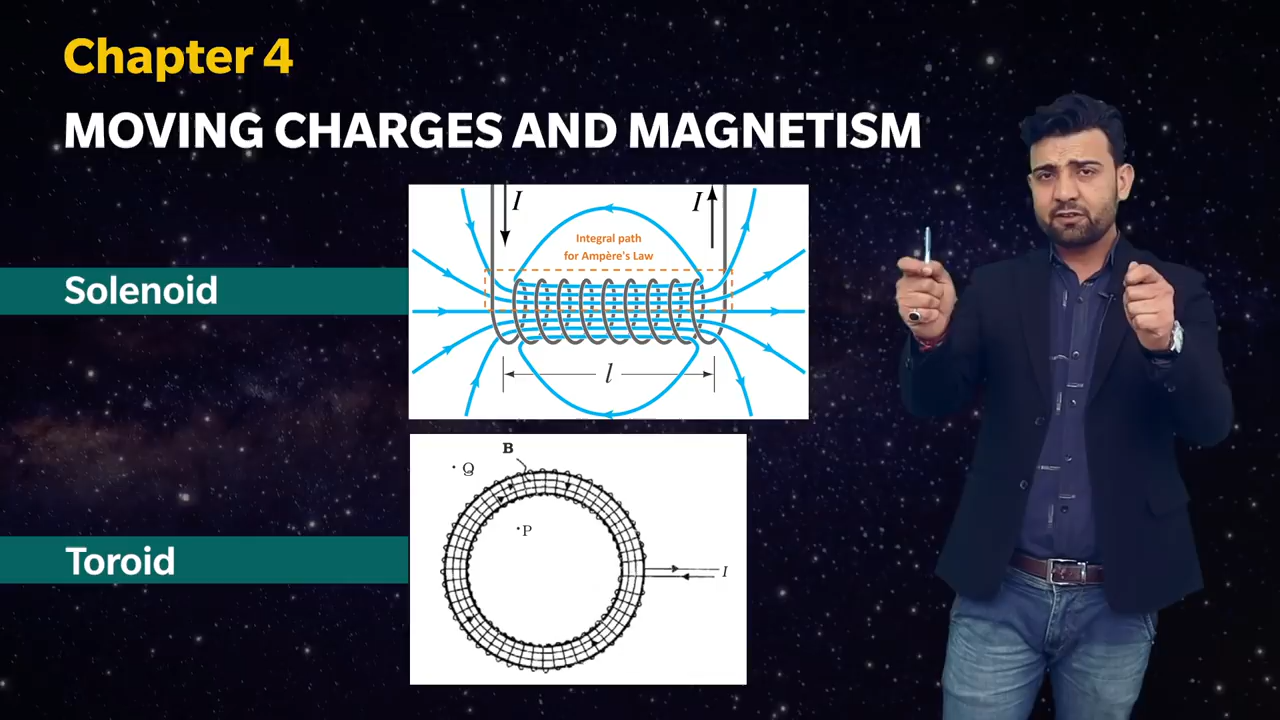 Chapter 4
MOVING CHARGES AND MAGNETISM
I
I
Integral path
for Ampère's Law
Solenoid
l
B
Q
P
Toroid
I